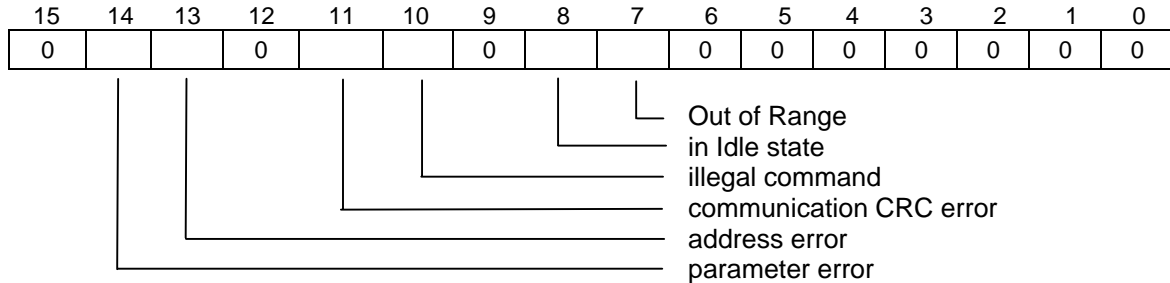 15 14 13 12 11 10 9 8 7 6 5 4 3 2 1 0
0 0 0 0 0 0 0 0 0 0
Out of Range
in Idle state
illegal command
communication CRC error
address error
parameter error